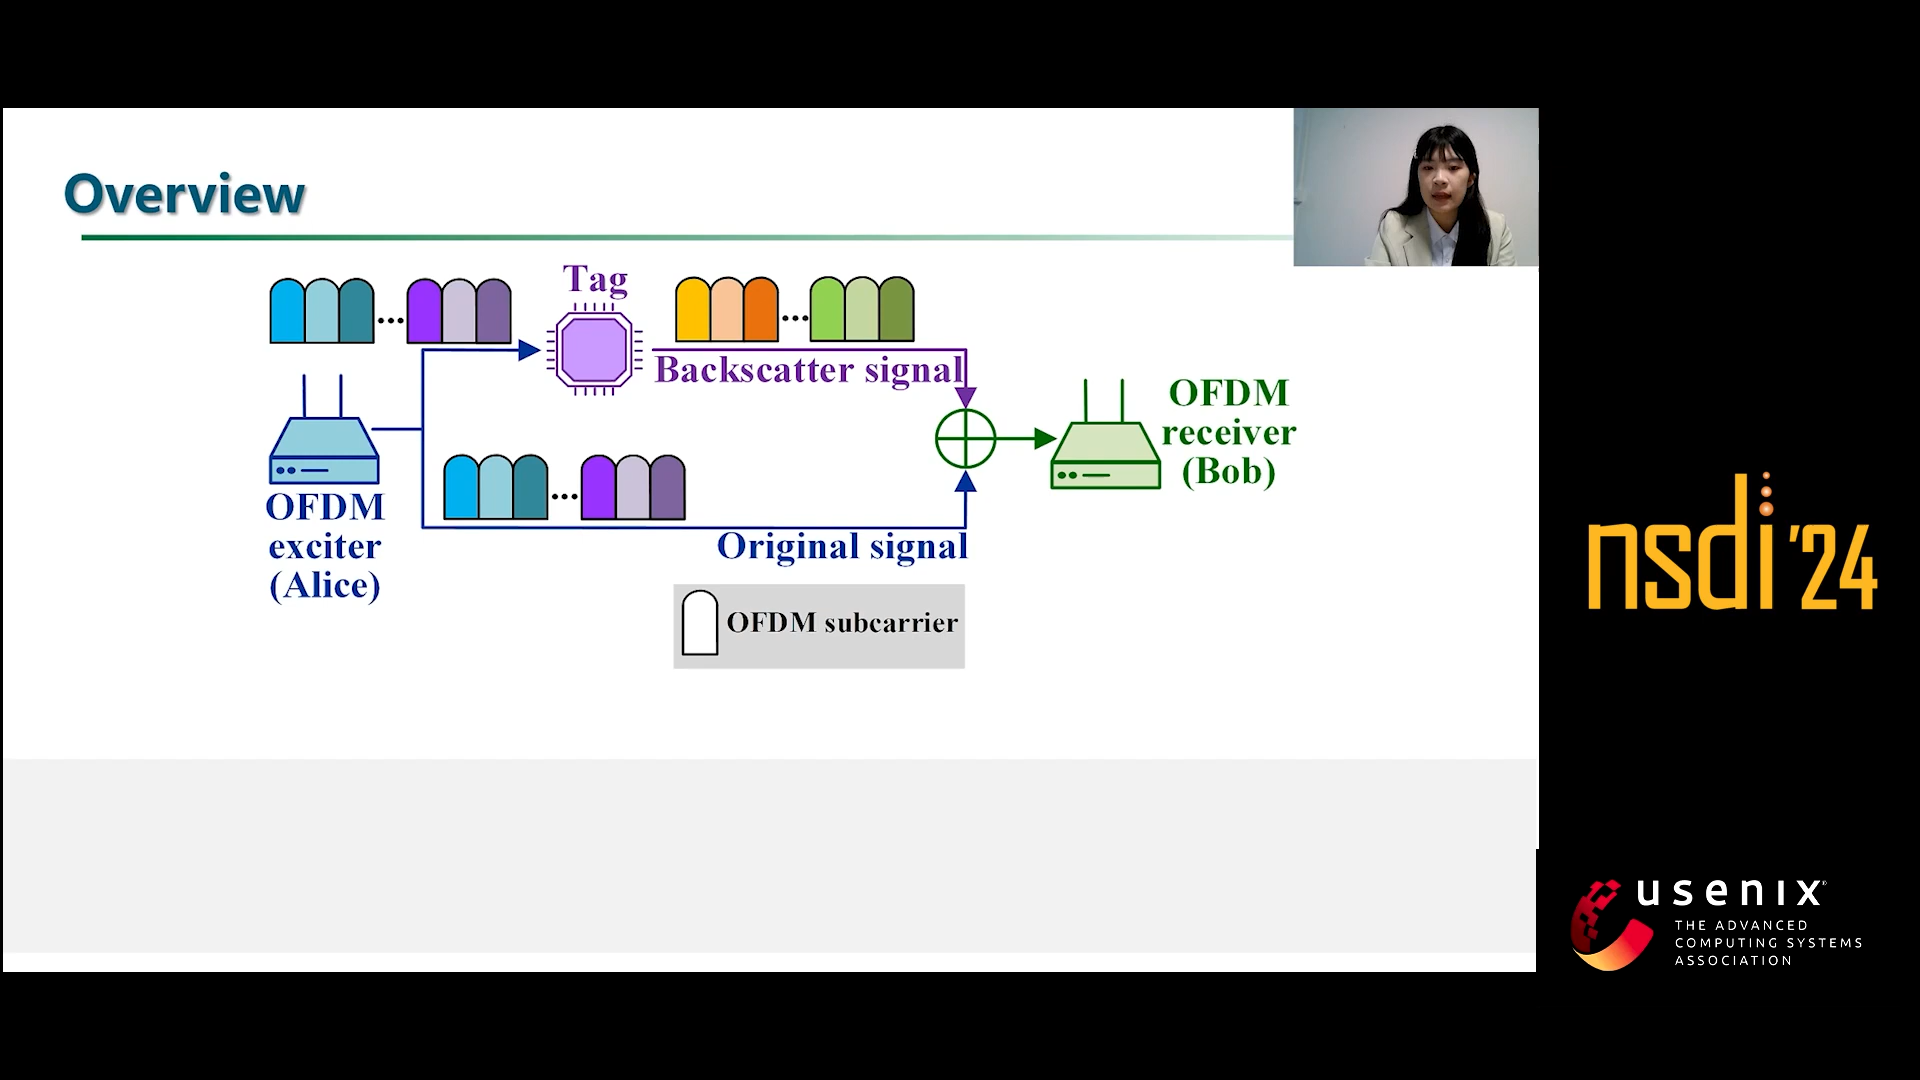 Overview
Tag
Backscatter signal
OFDM
receiver
(Bob)
OFDM
exciter
(Alice)
Original signal
OFDM subcarrier
nsdi '24
usenix
THE ADVANCED
COMPUTING SYSTEMS
ASSOCIATION